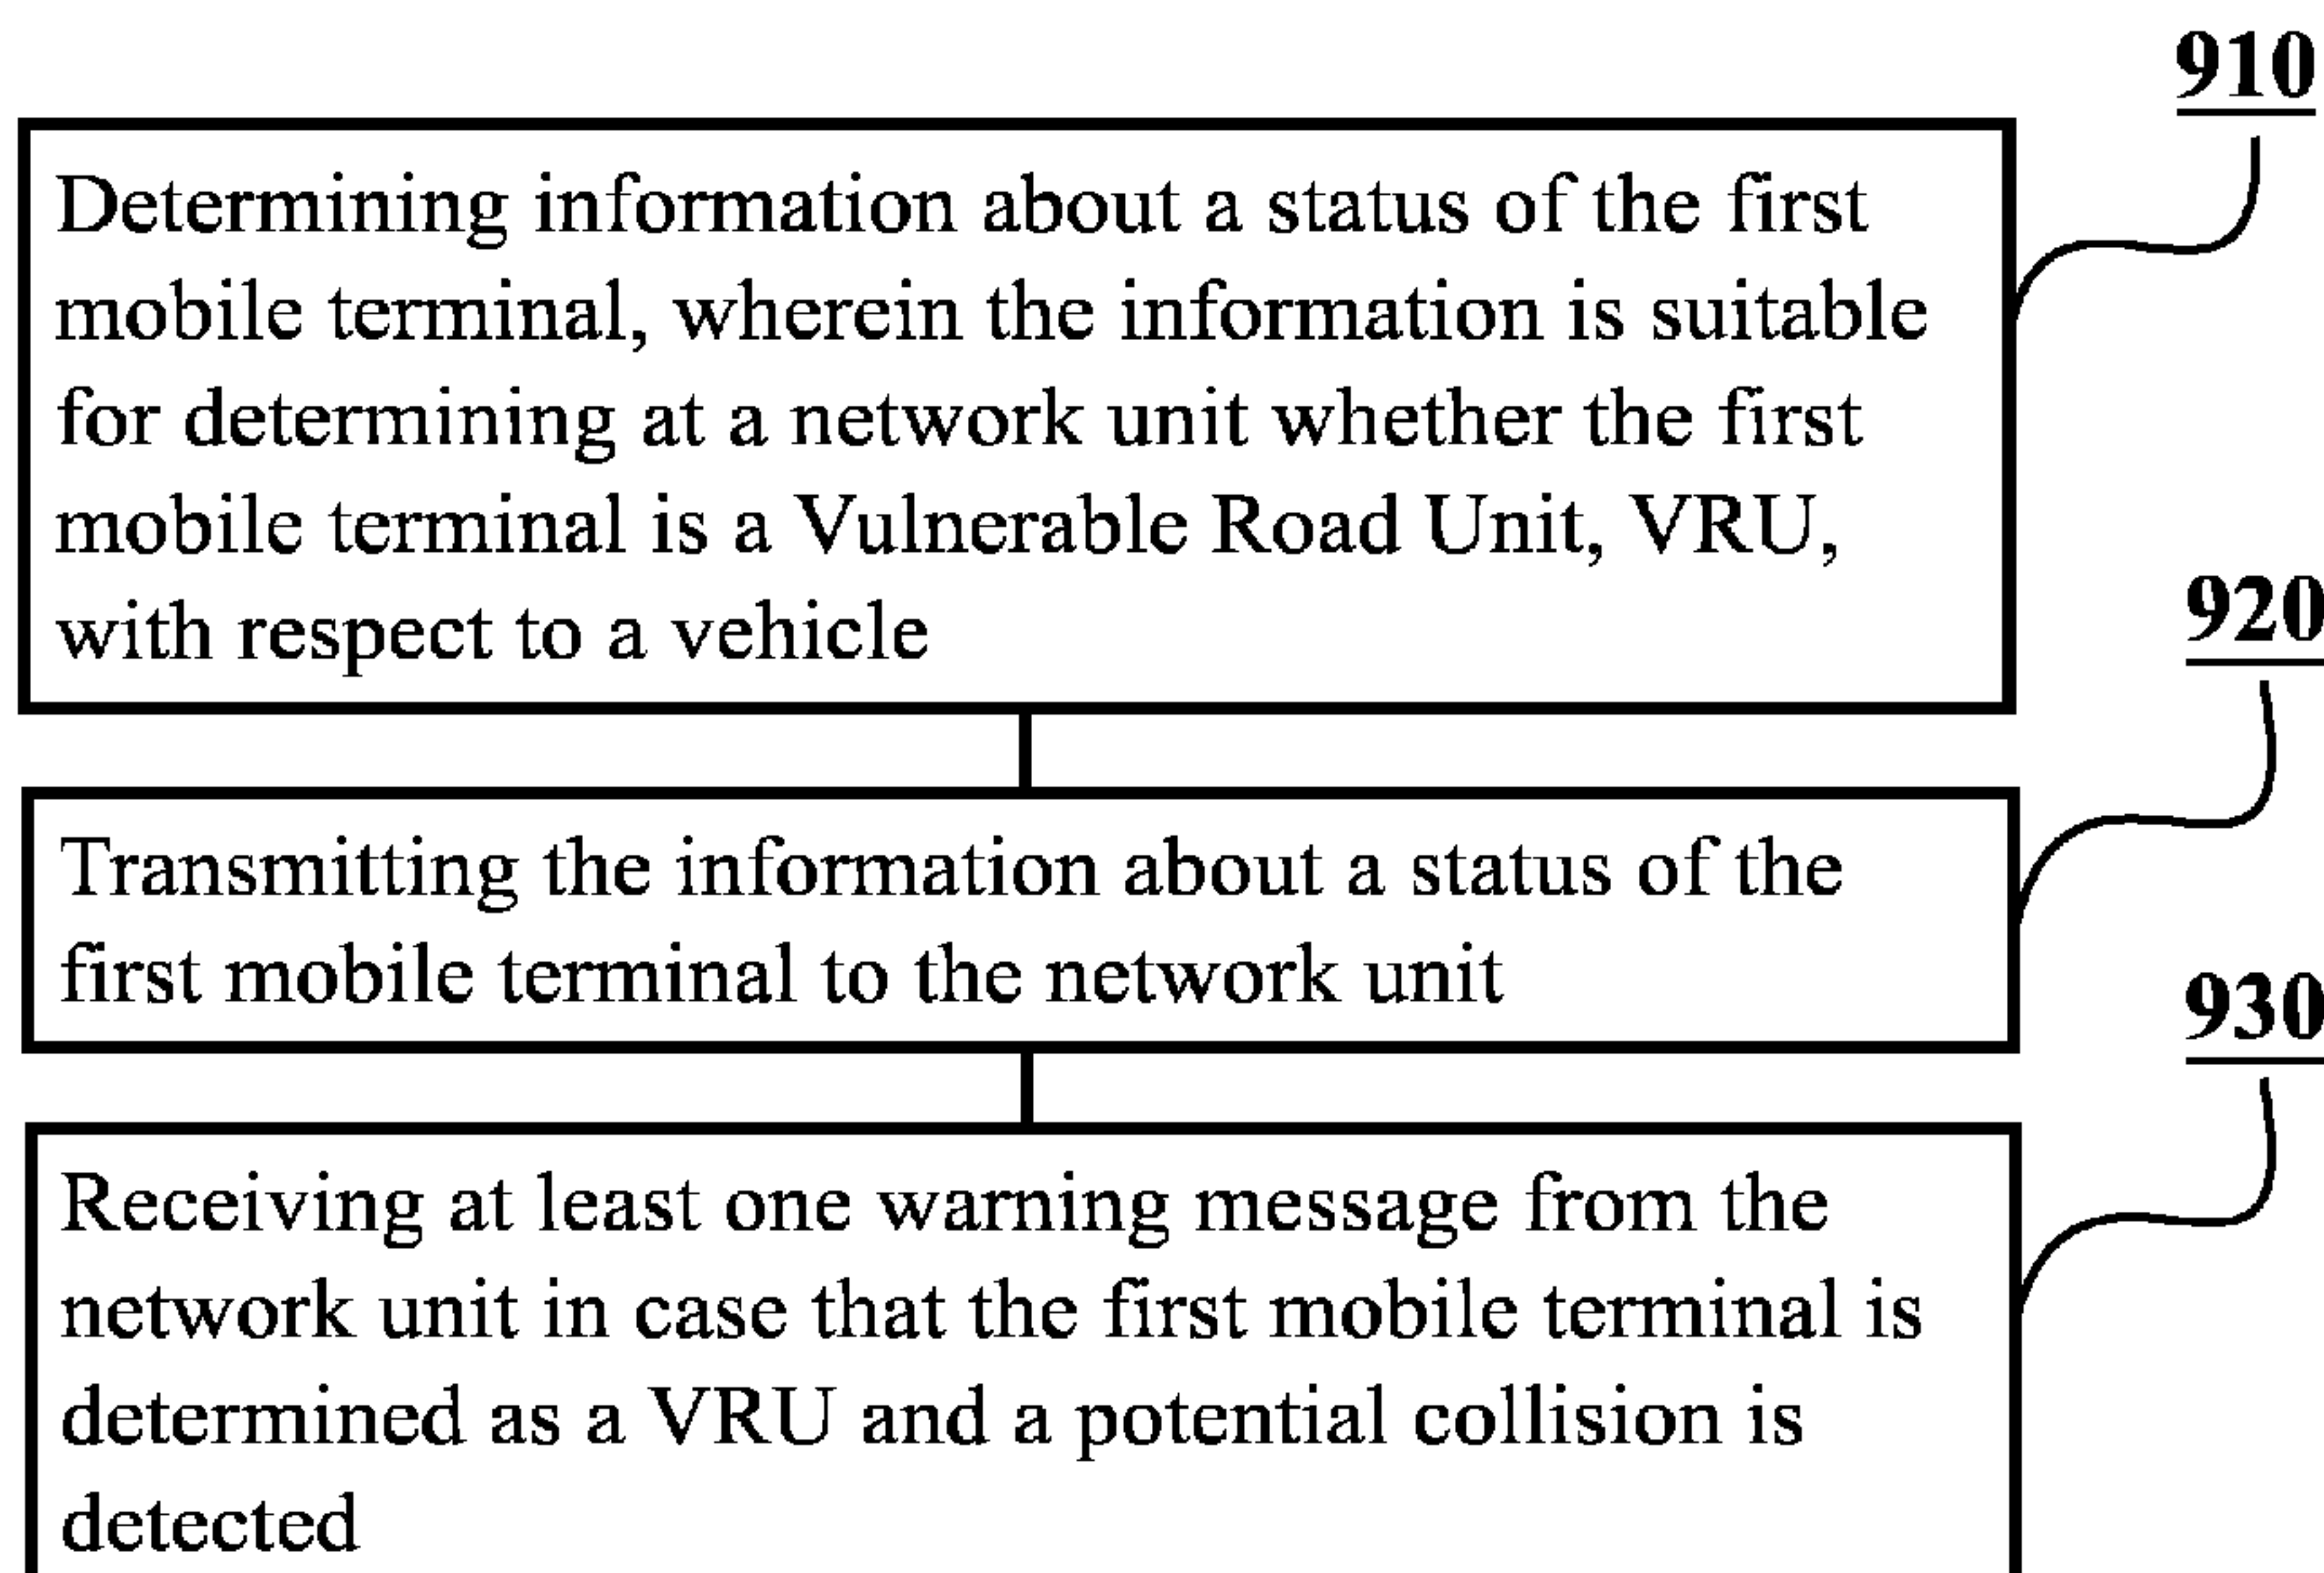 910
Determining information about a status of the first
mobile terminal, wherein the information is suitable
for determining at a network unit whether the first
mobile terminal is a Vulnerable Road Unit, VRU,
with respect to a vehicle
920
Transmitting the information about a status of the
first mobile terminal to the network unit
930
Receiving at least one warning message from the
network unit in case that the first mobile terminal is
determined as a VRU and a potential collision is
detected